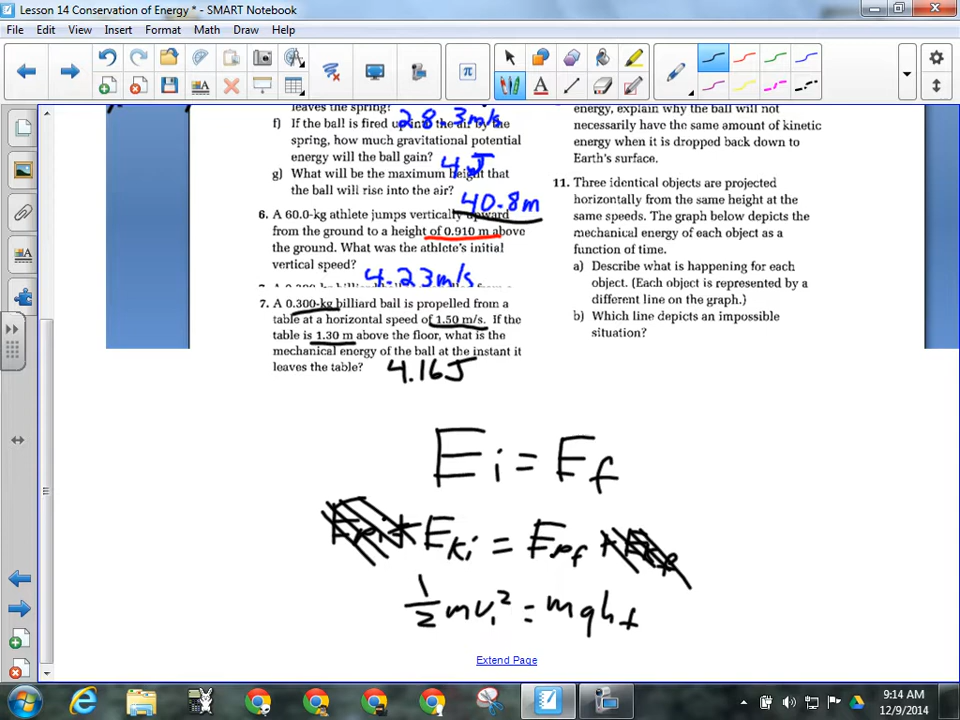 Lesson 14 Conservation of Energy * - SMART Notebook
File Edit View Insert Format Math Draw Help
leaves the spring?
f) If the ball is fired up into the air by the
2.8.3m/s
spring, how much gravitational potential
energy will the ball gain?
4J
g) What will be the maximum height that
the ball will rise into the air?
40.8m
6. A 60.0-kg athlete jumps vertically upward
from the ground to a height of 0.910 m above
the ground. What was the athlete's initial
vertical speed?
4.23m/s
7. A 0.300-kg billiard ball is propelled from a
table at a horizontal speed of 1.50 m/s. If the
table is 1.30 m above the floor, what is the
mechanical energy of the ball at the instant it
leaves the table?
4.16J
energy, explain why the ball will not
necessarily have the same amount of kinetic
energy when it is dropped back down to
Earth's surface.
11. Three identical objects are projected
horizontally from the same height at the
same speeds. The graph below depicts the
mechanical energy of each object as a
function of time.
a) Describe what is happening for each
object. (Each object is represented by a
different line on the graph.)
b) Which line depicts an impossible
situation?
Ei = Ef
Eki = Epf
1/2 mvi² = mghf
Extend Page
9:14 AM
12/9/2014